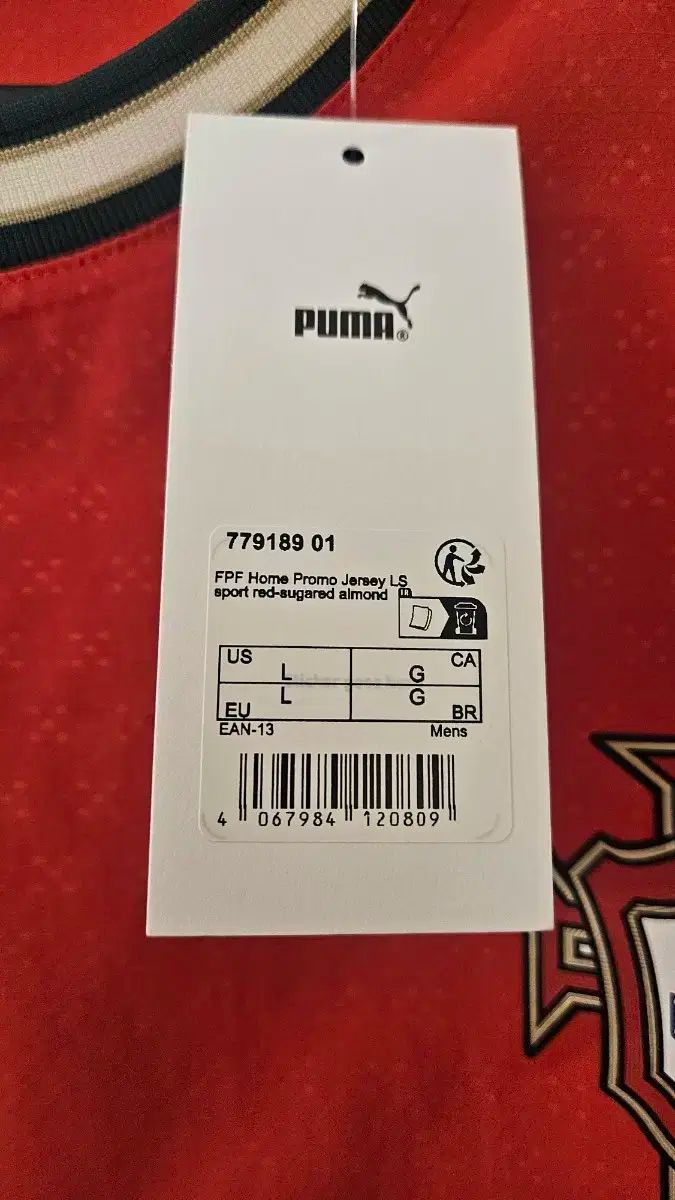 PUMA®
779189 01
FPF Home Promo Jersey LS
sport red-sugared almond
FR
US L G CA
EU L G BR
EAN-13 Mens
4 067984 120809